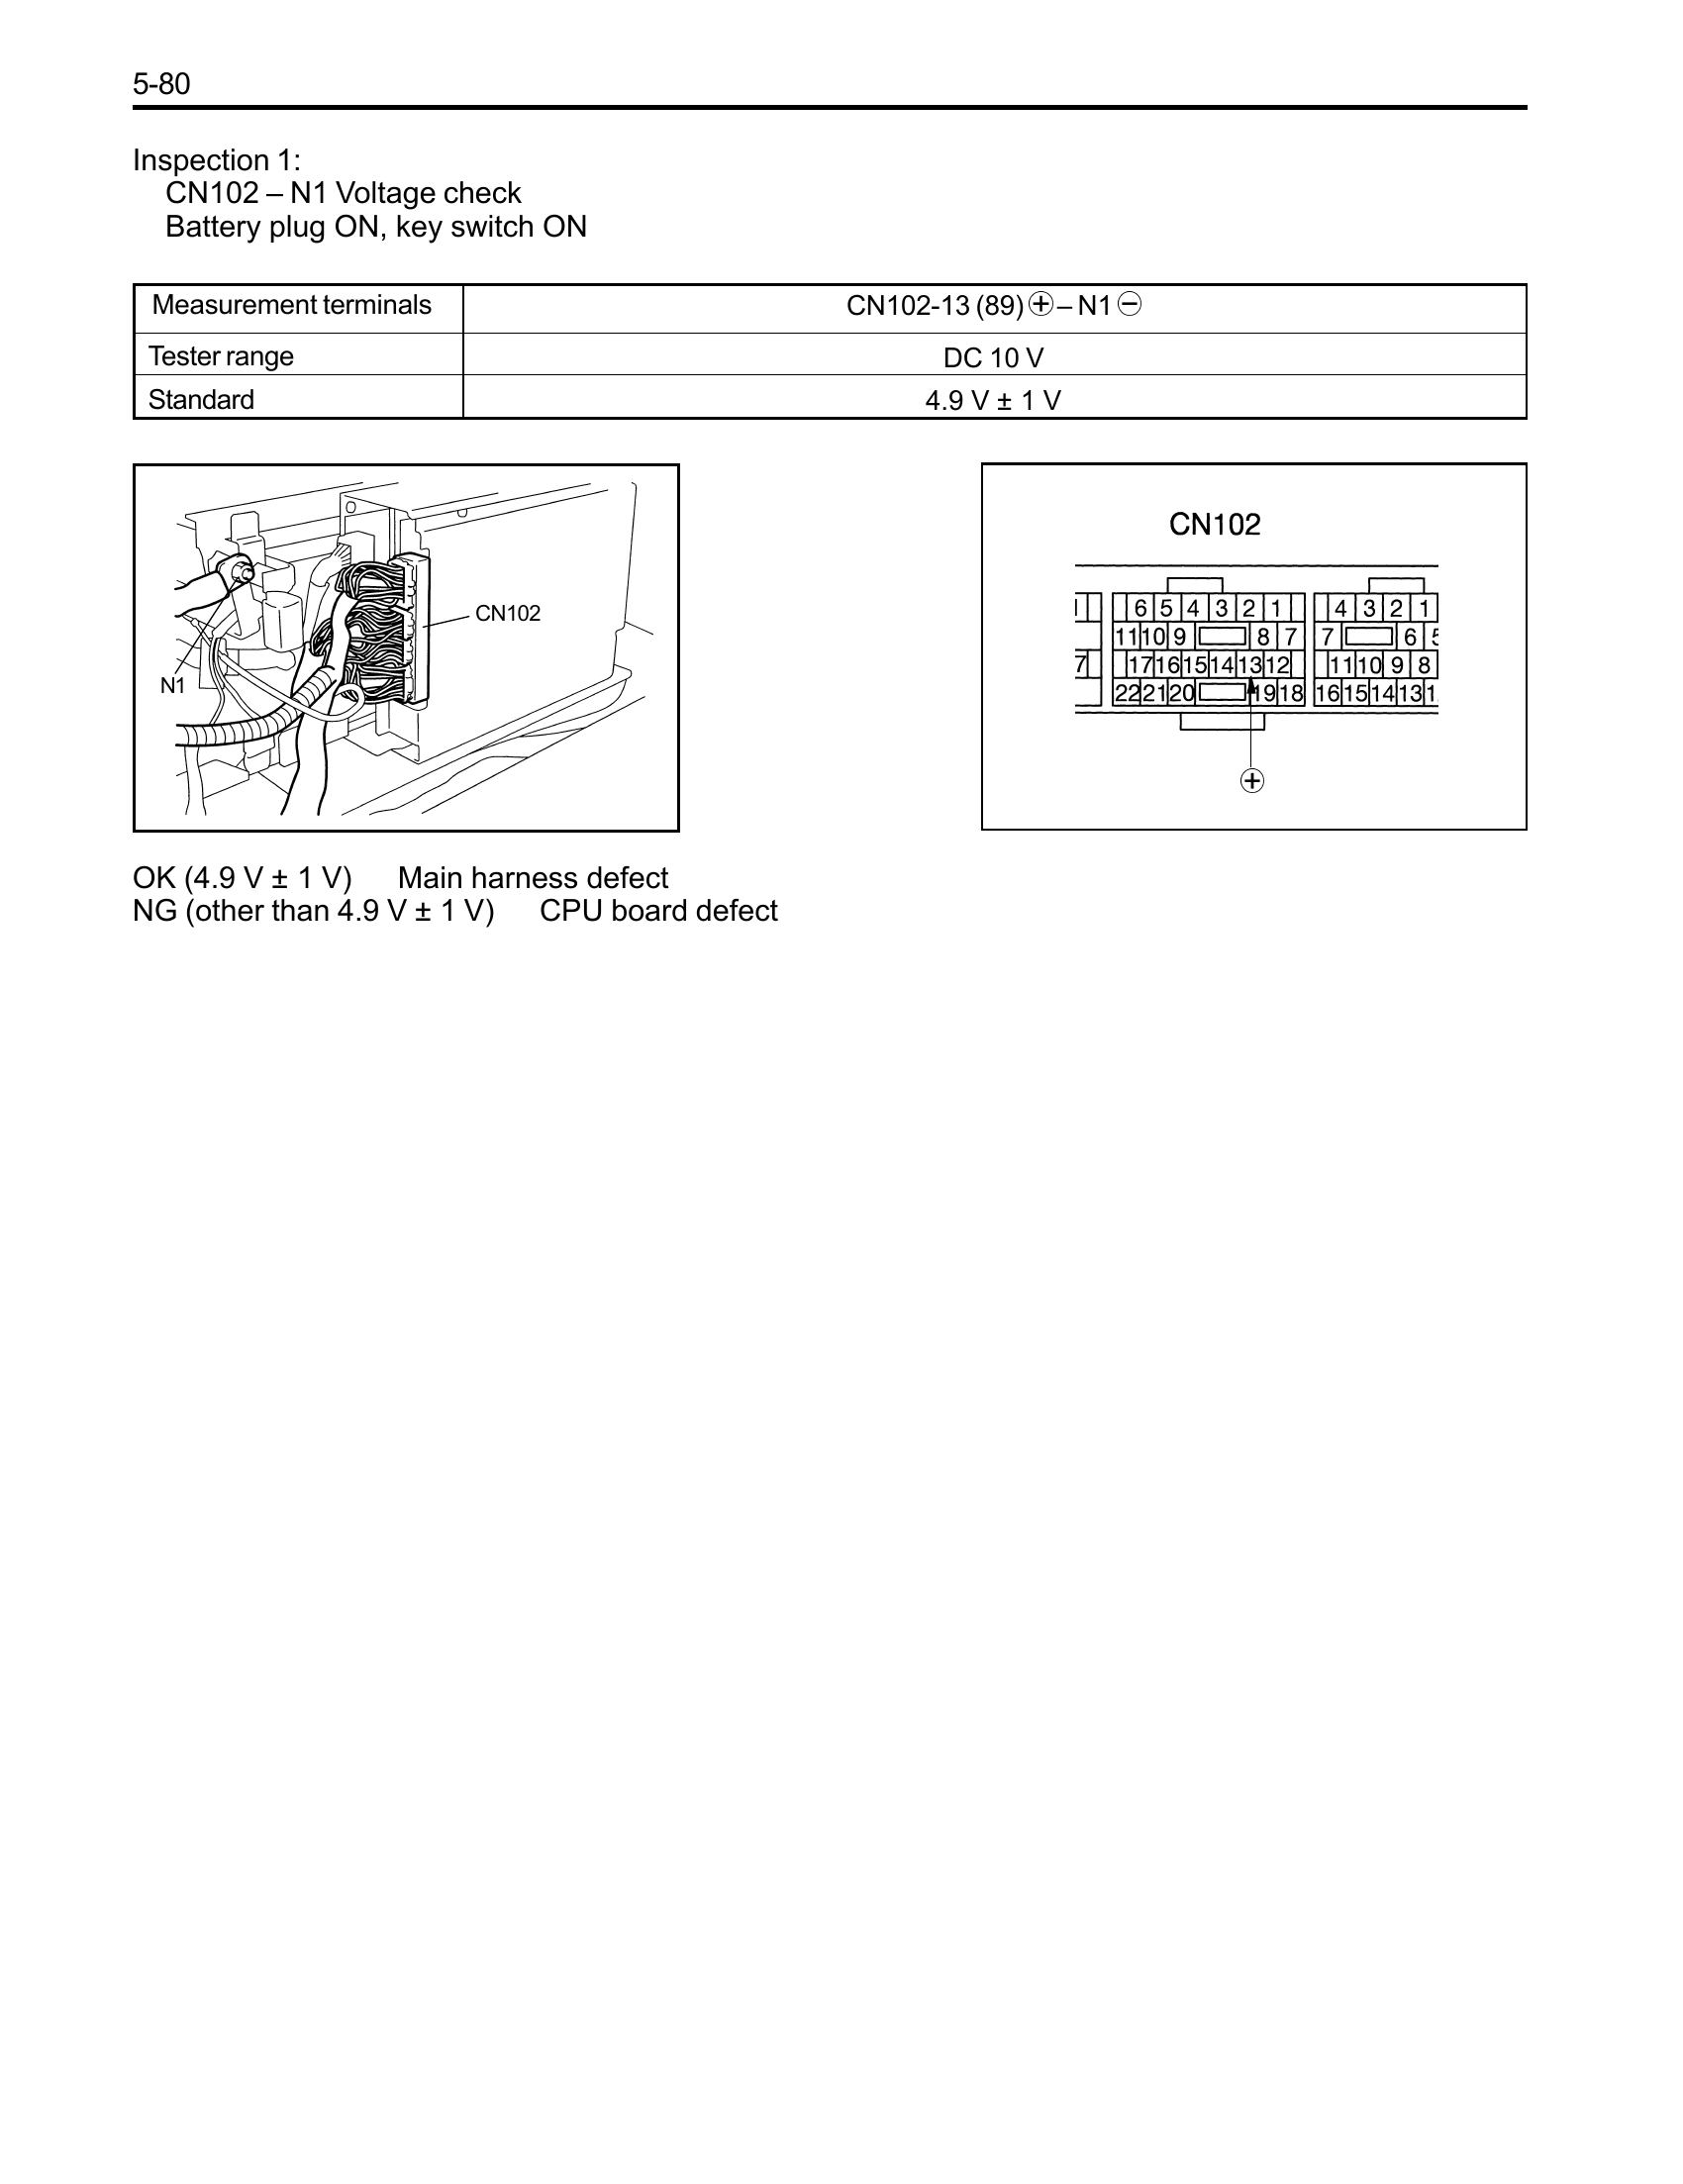 5-80
Inspection 1:
CN102 – N1 Voltage check
Battery plug ON, key switch ON
Measurement terminals CN102-13 (89) ⊕ – N1 ⊖
Tester range DC 10 V
Standard 4.9 V ± 1 V
CN102
N1
CN102
6 5 4 3 2 1 4 3 2 1
11 10 9 8 7 7 6 5
7 17 16 15 14 13 12 11 10 9 8
22 21 20 19 18 16 15 14 13
⊕
OK (4.9 V ± 1 V) Main harness defect
NG (other than 4.9 V ± 1 V) CPU board defect